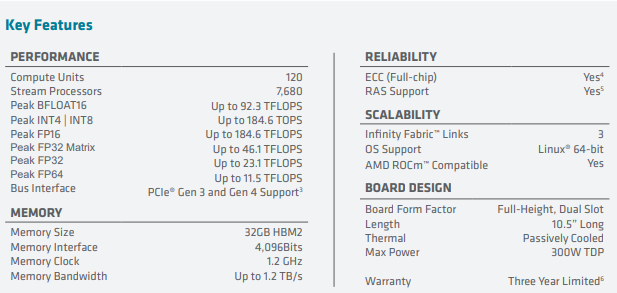 Key Features
PERFORMANCE
Compute Units 120
Stream Processors 7,680
Peak BFLOAT16 Up to 92.3 TFLOPS
Peak INT4 | INT8 Up to 184.6 TOPS
Peak FP16 Up to 184.6 TFLOPS
Peak FP32 Matrix Up to 46.1 TFLOPS
Peak FP32 Up to 23.1 TFLOPS
Peak FP64 Up to 11.5 TFLOPS
Bus Interface PCIe® Gen 3 and Gen 4 Support³
MEMORY
Memory Size 32GB HBM2
Memory Interface 4,096Bits
Memory Clock 1.2 GHz
Memory Bandwidth Up to 1.2 TB/s
RELIABILITY
ECC (Full-chip) Yes⁴
RAS Support Yes⁵
SCALABILITY
Infinity Fabric™ Links 3
OS Support Linux® 64-bit
AMD ROCm™ Compatible Yes
BOARD DESIGN
Board Form Factor Full-Height, Dual Slot
Length 10.5” Long
Thermal Passively Cooled
Max Power 300W TDP
Warranty Three Year Limited⁶